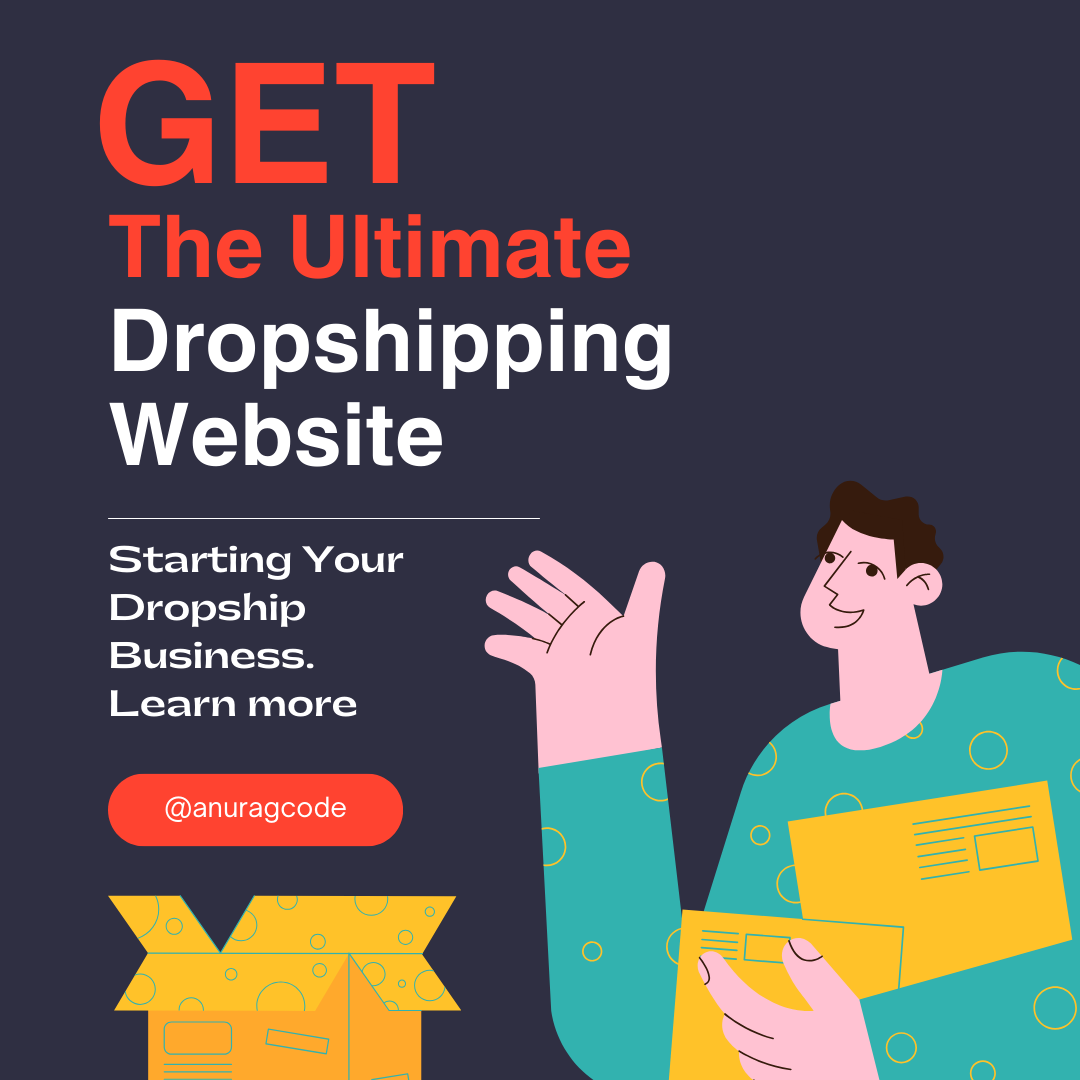 GET
The Ultimate
Dropshipping
Website
Starting Your
Dropship
Business.
Learn more
@anuragcode